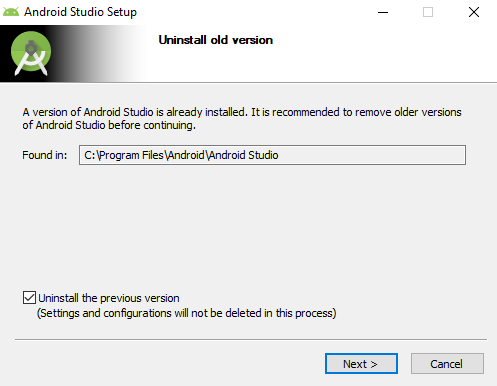 Android Studio Setup
Uninstall old version
A version of Android Studio is already installed. It is recommended to remove older versions
of Android Studio before continuing.
Found in: C:\Program Files\Android\Android Studio
Uninstall the previous version
(Settings and configurations will not be deleted in this process)
Next > Cancel